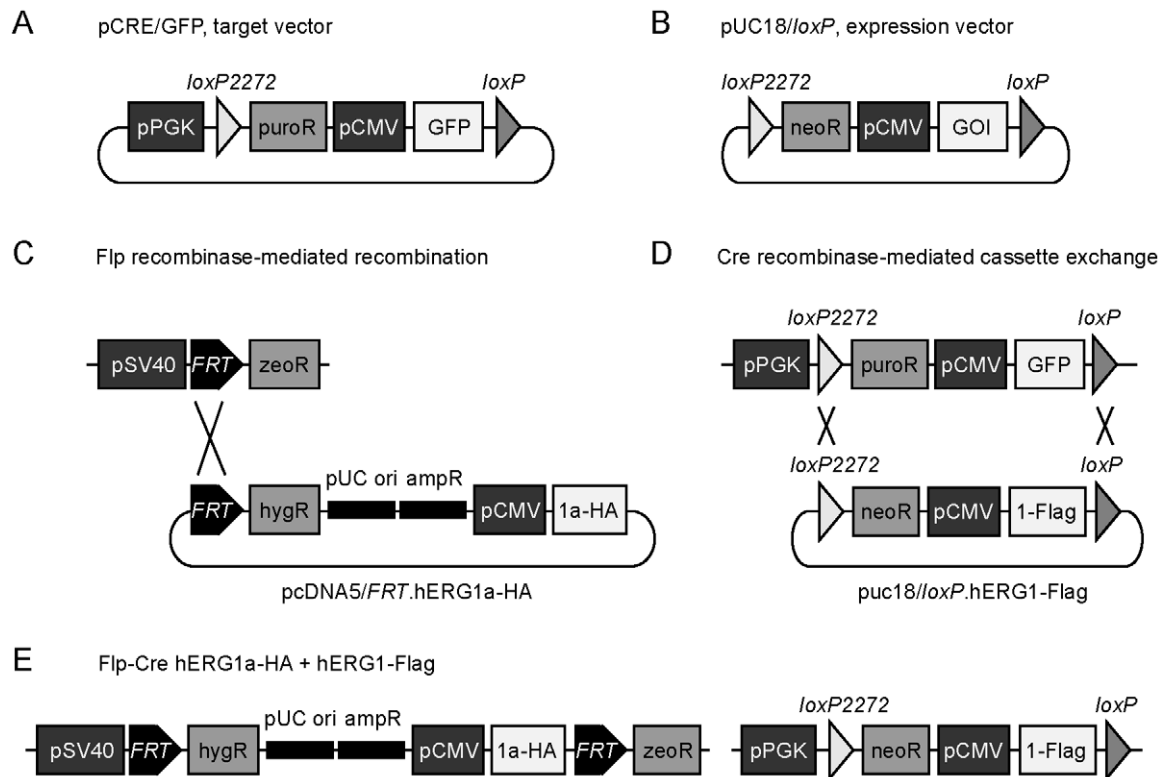 A pCRE/GFP, target vector
loxP2272 loxP
pPGK puroR pCMV GFP
B pUC18/loxP, expression vector
loxP2272 loxP
neoR pCMV GOI
C Flp recombinase-mediated recombination
pSV40 FRT zeoR
pUC ori ampR
FRT hygR pCMV 1a-HA
pcDNA5/FRT.hERG1a-HA
D Cre recombinase-mediated cassette exchange
loxP2272 loxP
pPGK puroR pCMV GFP
loxP2272 loxP
neoR pCMV 1-Flag
puc18/loxP.hERG1-Flag
E Flp-Cre hERG1a-HA + hERG1-Flag
pUC ori ampR loxP2272 loxP
pSV40 FRT hygR pCMV 1a-HA FRT zeoR pPGK neoR pCMV 1-Flag